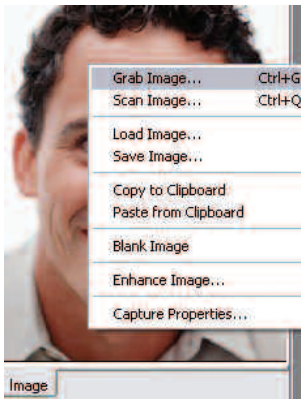 Grab Image... Ctrl+G
Scan Image... Ctrl+Q
Load Image...
Save Image...
Copy to Clipboard
Paste from Clipboard
Blank Image
Enhance Image...
Capture Properties...
Image